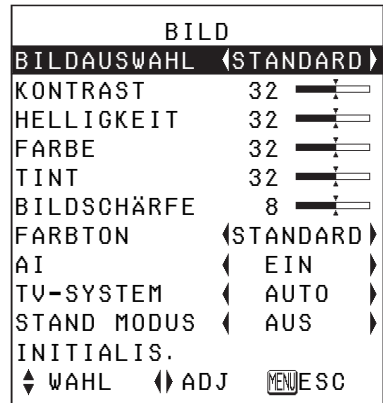 BILD
BILDAUSWAHL STANDARD
KONTRAST 32
HELLIGKEIT 32
FARBE 32
TINT 32
BILDSCHÄRFE 8
FARBTON STANDARD
AI EIN
TV-SYSTEM AUTO
STAND MODUS AUS
INITIALIS.
WAHL ADJ MENU ESC